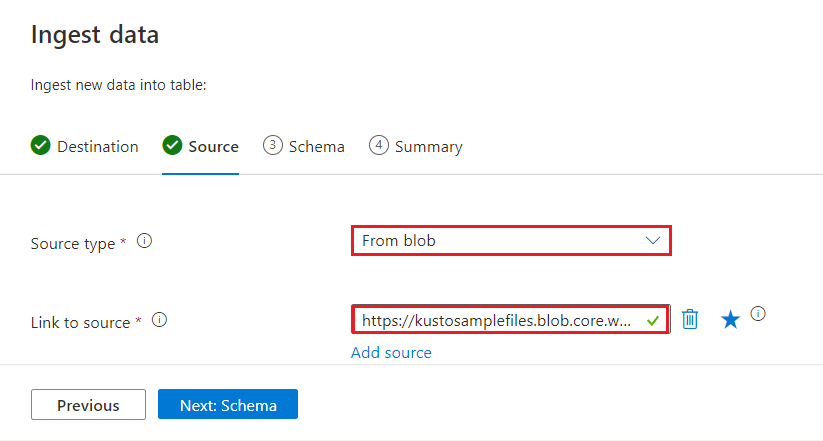 Ingest data
Ingest new data into table:
Destination Source 3 Schema 4 Summary
Source type * From blob
Link to source * https://kustosamplefiles.blob.core.w...
Add source
Previous Next: Schema